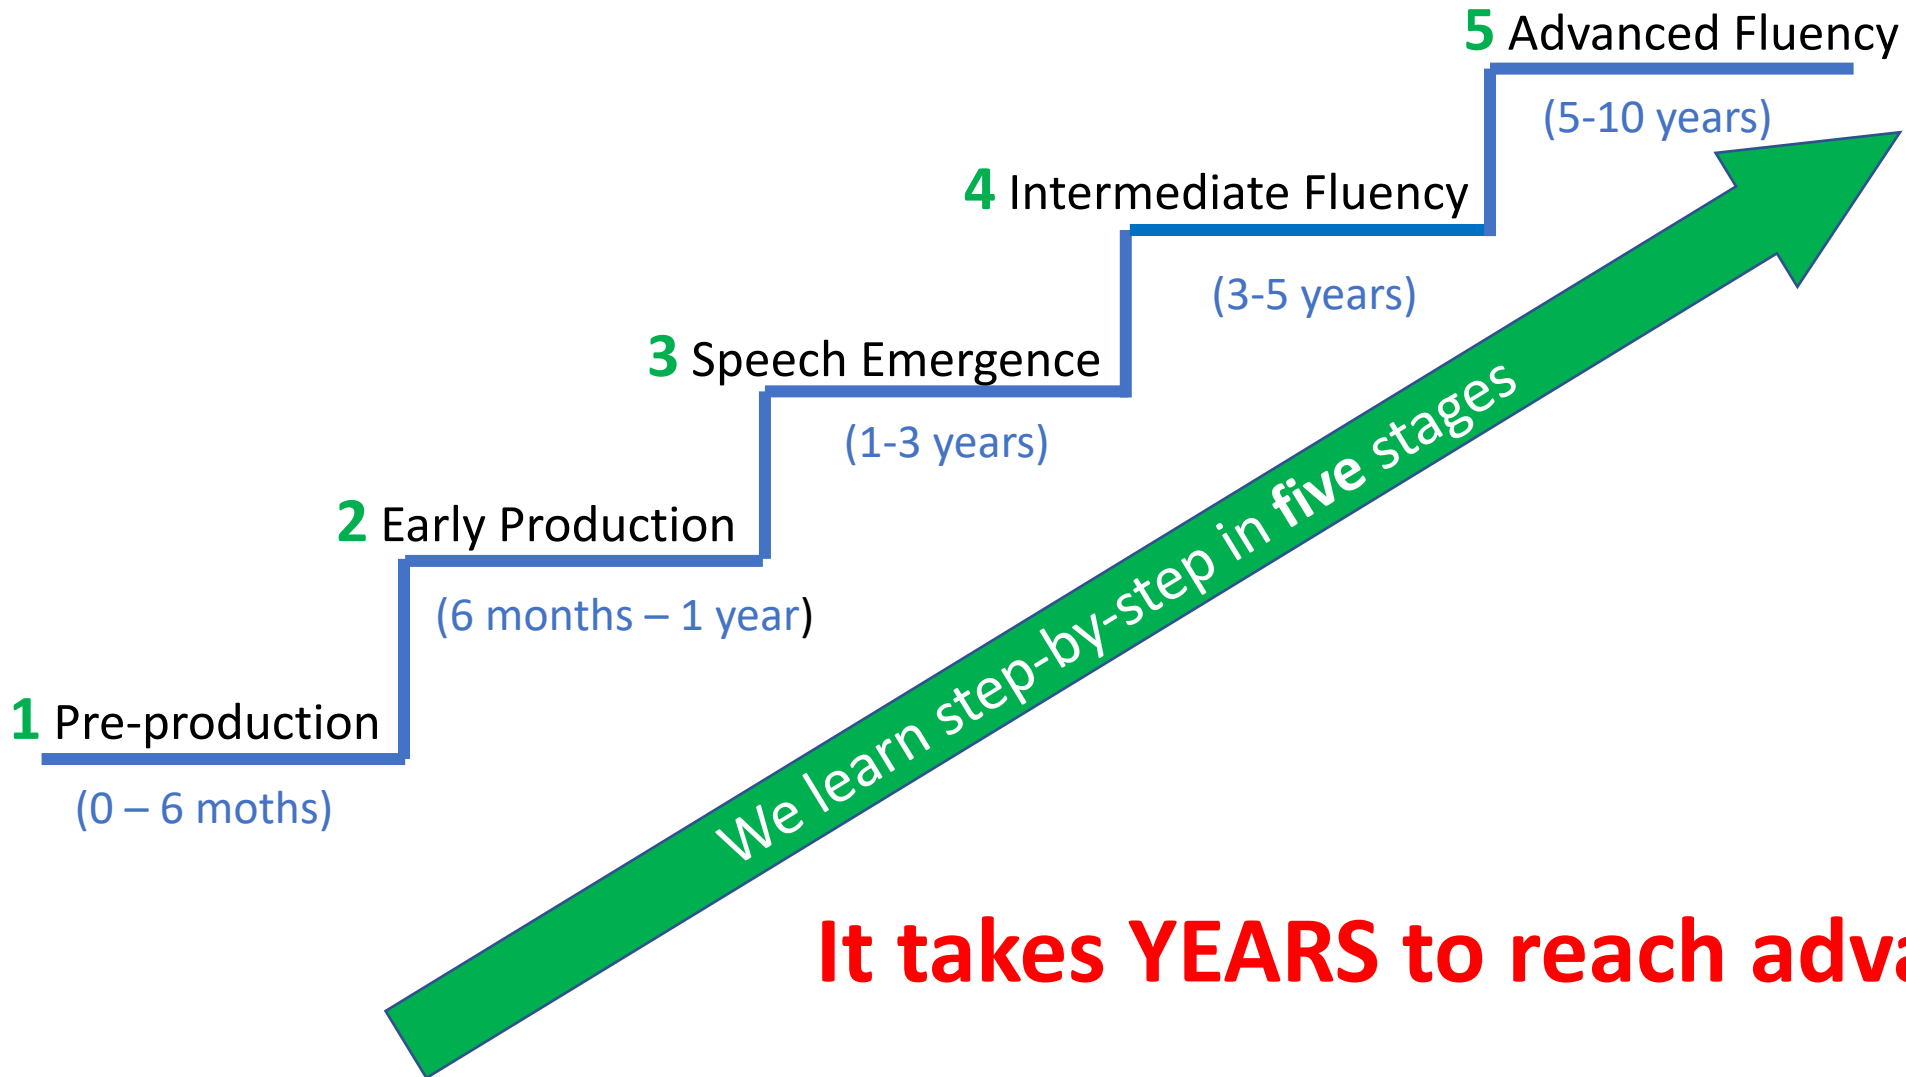 5 Advanced Fluency
(5-10 years)
4 Intermediate Fluency
(3-5 years)
3 Speech Emergence
(1-3 years)
2 Early Production
(6 months – 1 year)
1 Pre-production
(0 – 6 moths)
We learn step-by-step in five stages
It takes YEARS to reach